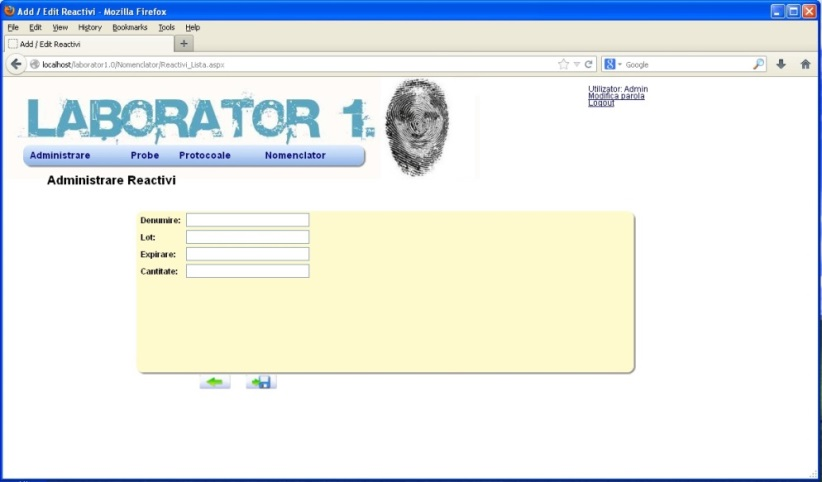 Add / Edit Reactivi - Mozilla Firefox
File Edit View History Bookmarks Tools Help
Add / Edit Reactivi
localhost/laborator1.0/Nomenclator/Reactivi_Lista.aspx
Google
LABORATOR 1.
Utilizator: Admin
Modifica parola
Logout
Administrare Probe Protocoale Nomenclator
Administrare Reactivi
Denumire:
Lot:
Expirare:
Cantitate: